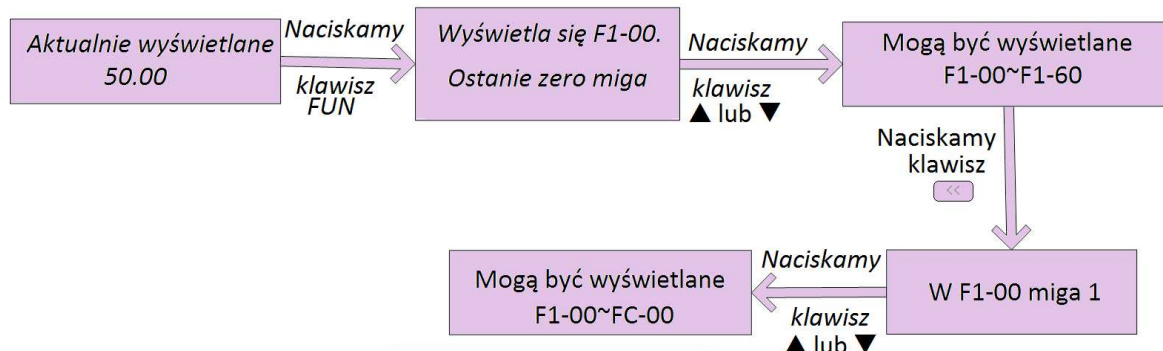 Aktualnie wyświetlane
50.00
Naciskamy
klawisz
FUN
Wyświetla się F1-00.
Ostanie zero miga
Naciskamy
klawisz
▲ lub ▼
Mogą być wyświetlane
F1-00~F1-60
Naciskamy
klawisz
<<
W F1-00 miga 1
Naciskamy
klawisz
▲ lub ▼
Mogą być wyświetlane
F1-00~FC-00